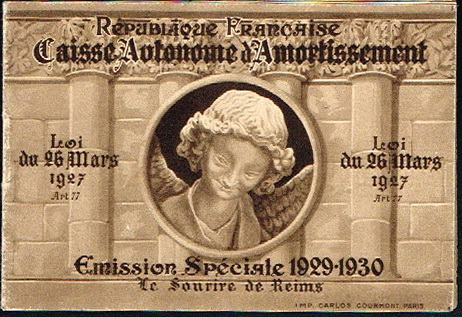 République Française
Caisse Autonome d'Amortissement
Loi
du 26 Mars
1927
Art 77
Loi
du 26 Mars
1927
Art 77
Emission Spéciale 1929-1930
Le Sourire de Reims
IMP. CARLOS COURMONT PARIS